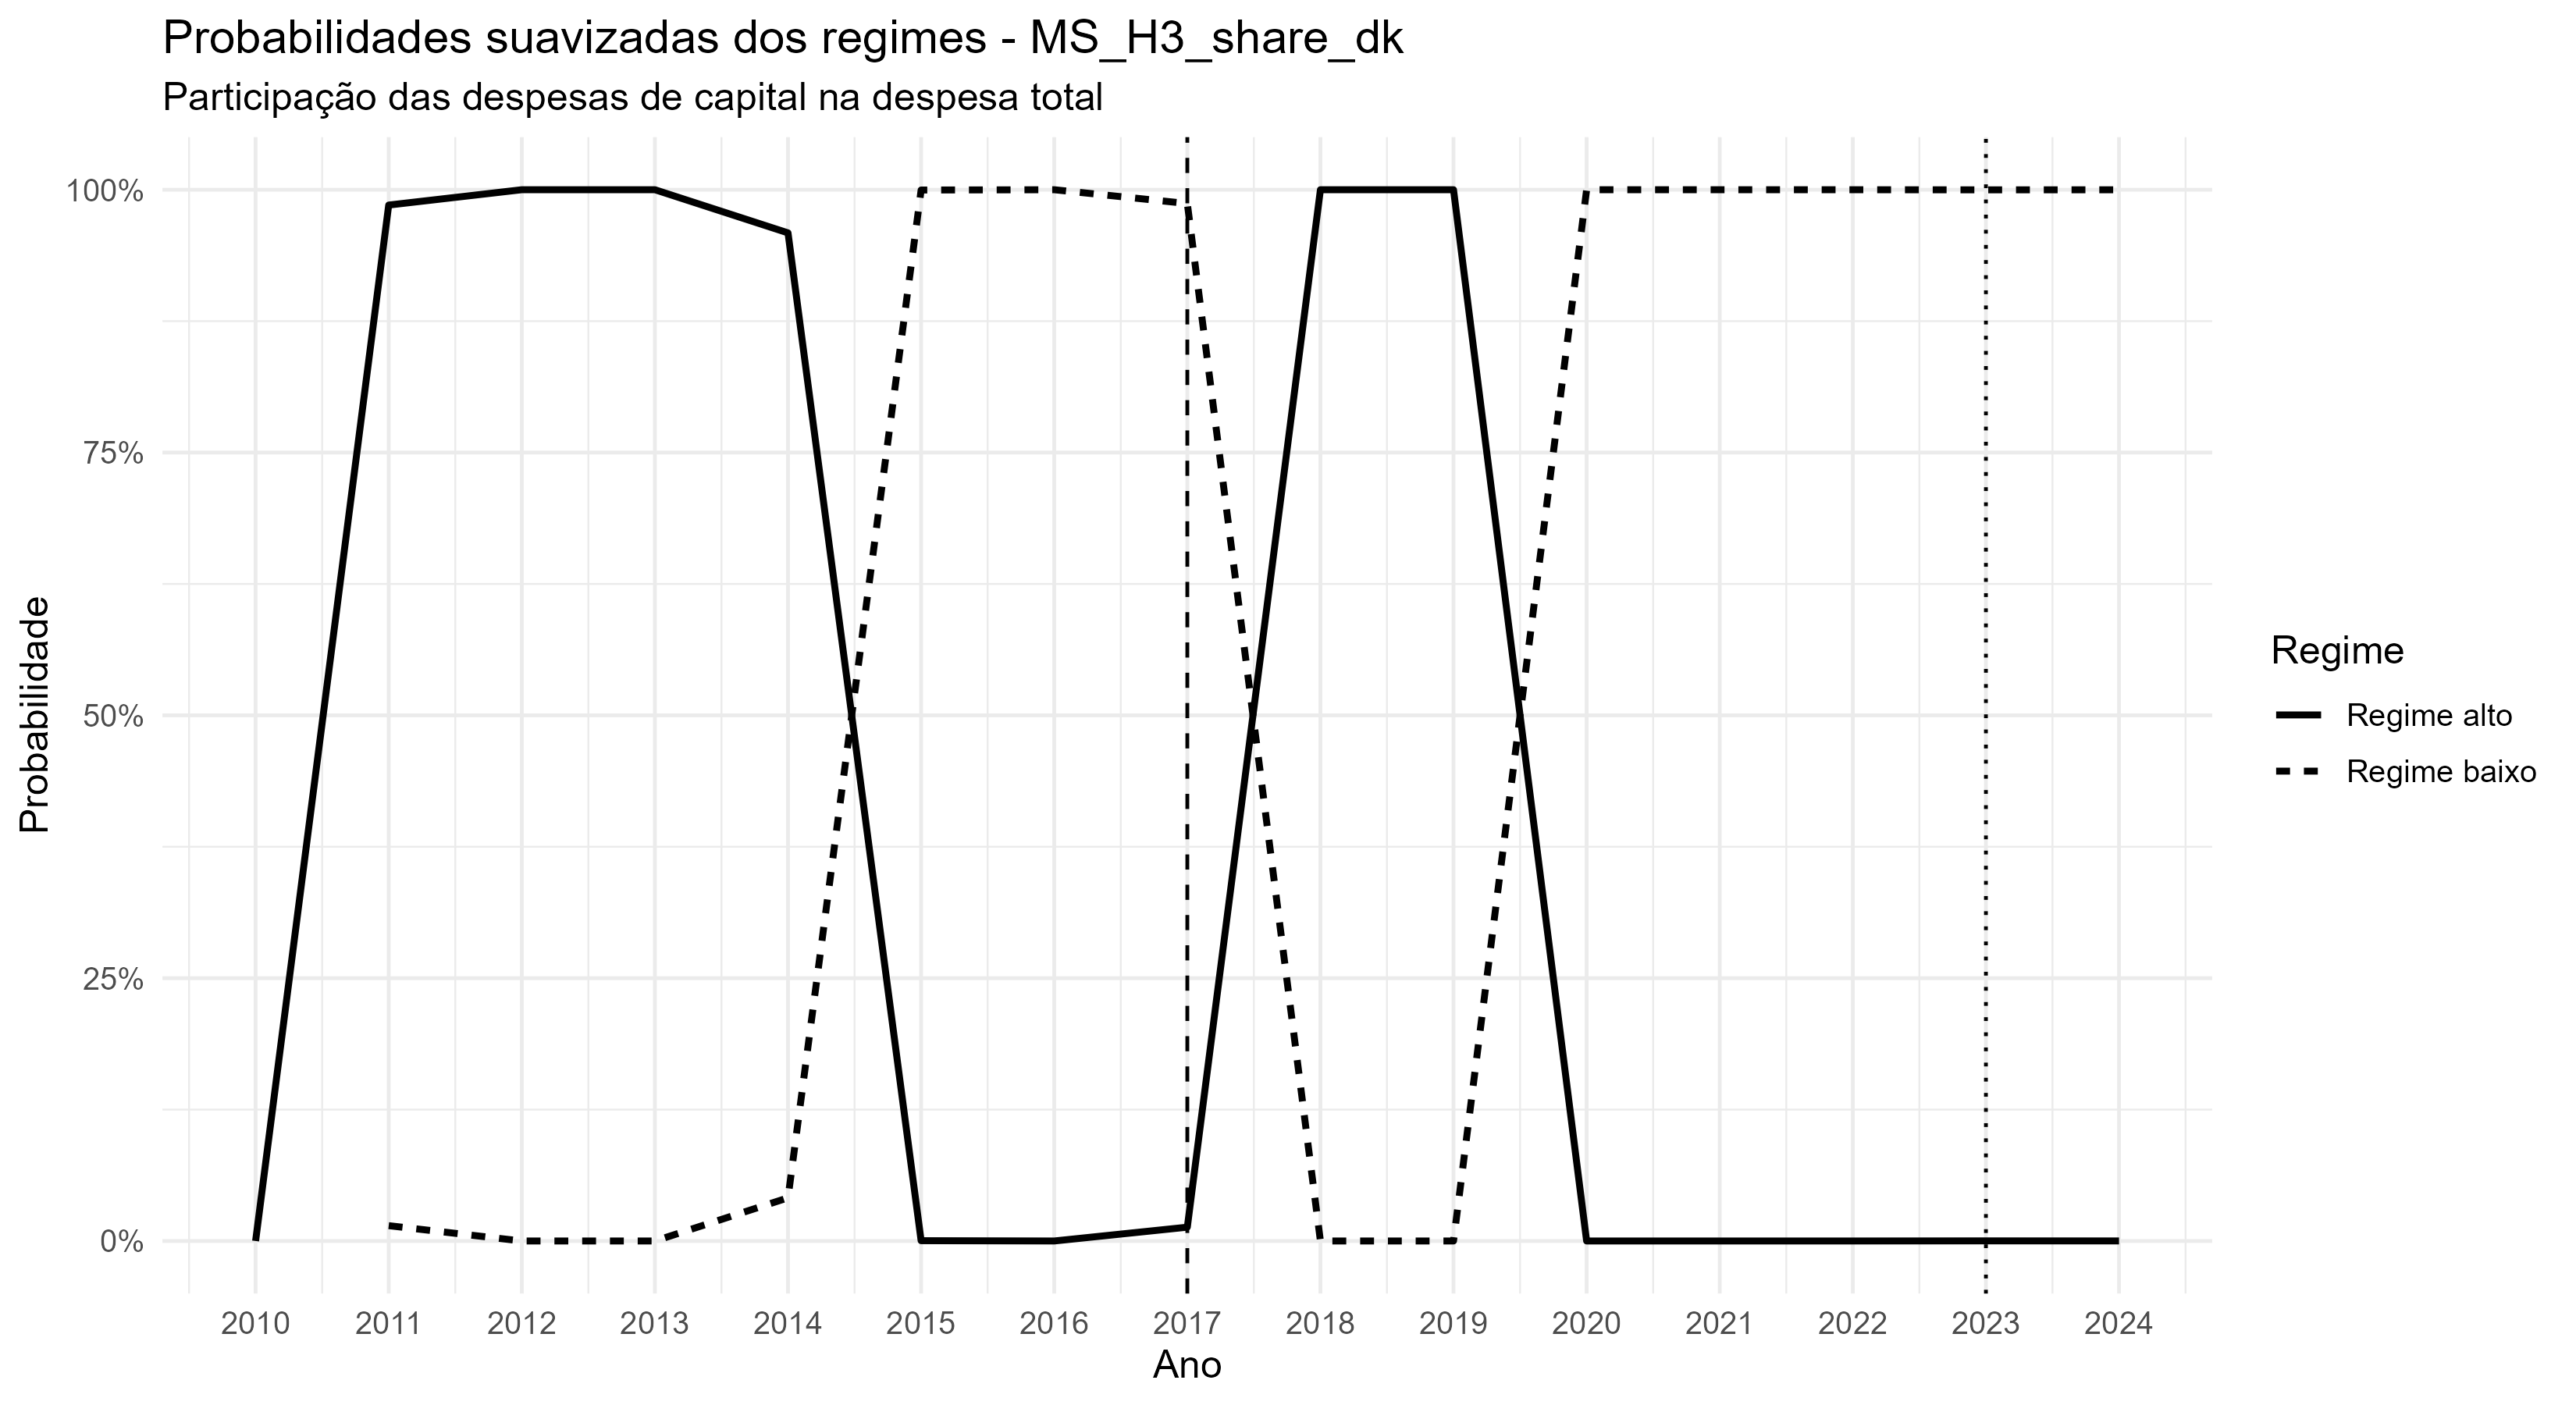 Probabilidades suavizadas dos regimes - MS_H3_share_dk
Participação das despesas de capital na despesa total
Probabilidade
100%
75%
50%
25%
0%
2010 2011 2012 2013 2014 2015 2016 2017 2018 2019 2020 2021 2022 2023 2024
Ano
Regime
Regime alto
Regime baixo